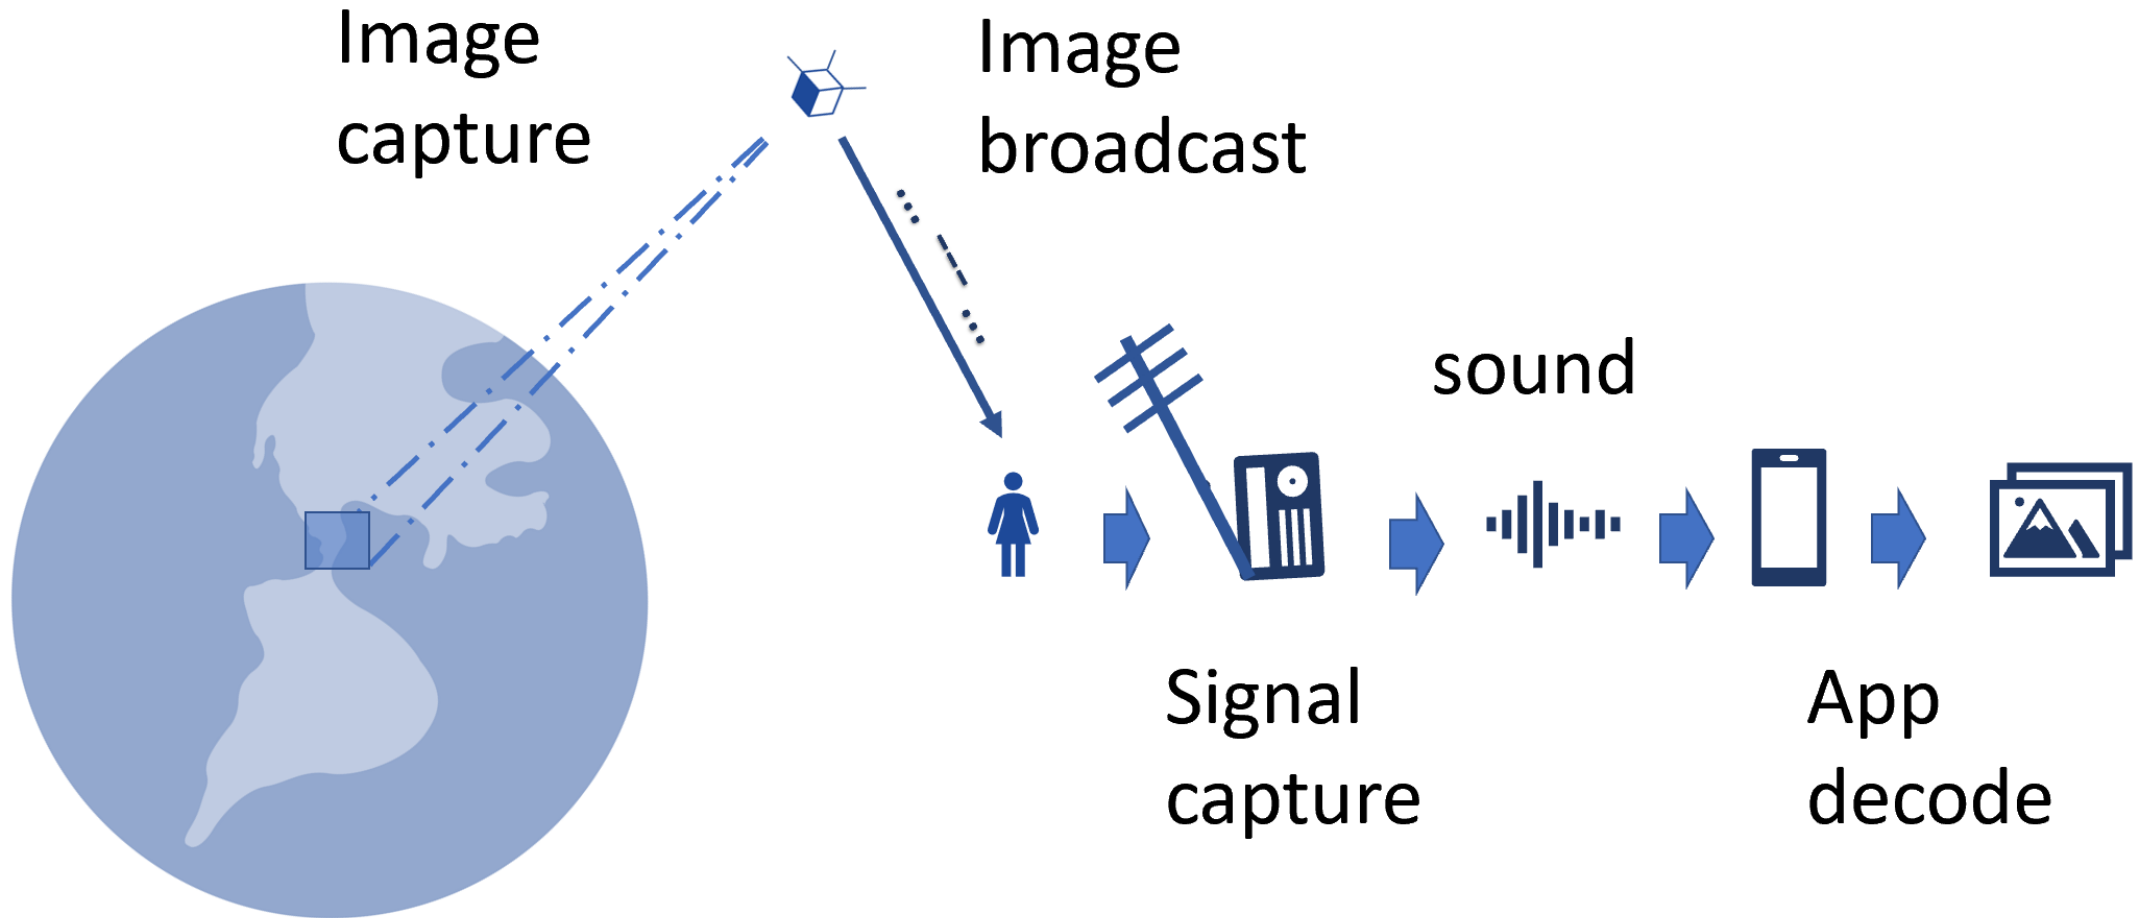 Image
capture
Image
broadcast
sound
Signal
capture
App
decode